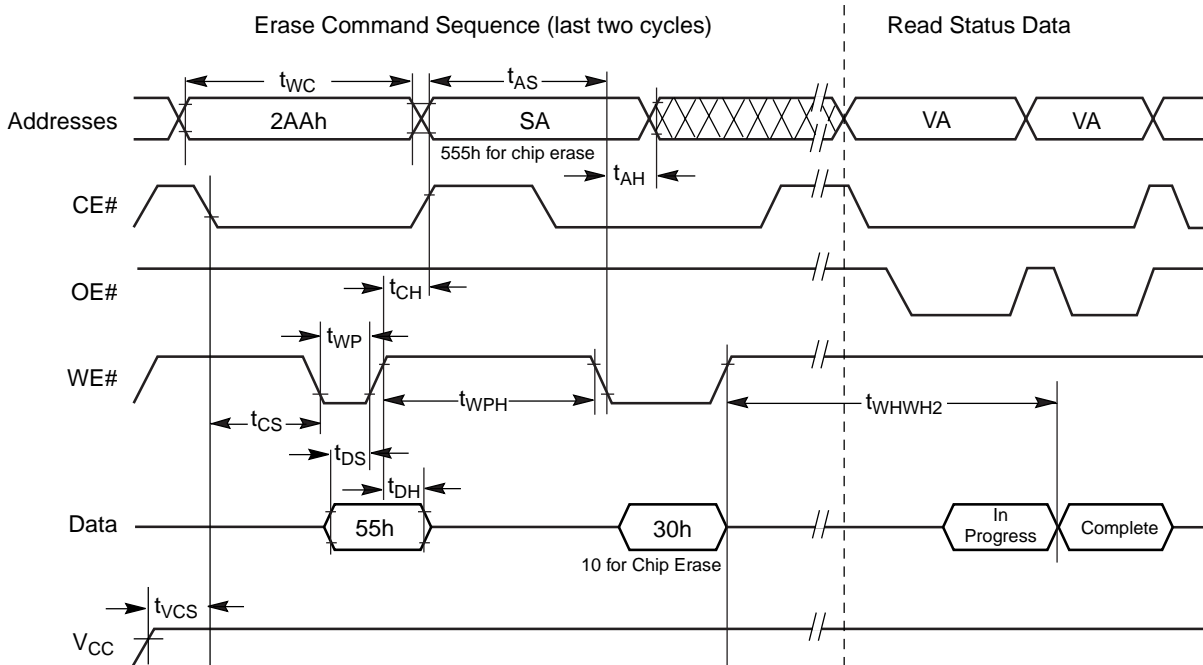 Erase Command Sequence (last two cycles)
Read Status Data
tWC
tAS
Addresses
2AAh
SA
VA
VA
555h for chip erase
tAH
CE#
OE#
tCH
tWP
WE#
tWPH
tWHWH2
tCS
tDS
tDH
Data
55h
30h
In
Progress
Complete
10 for Chip Erase
tVCS
VCC